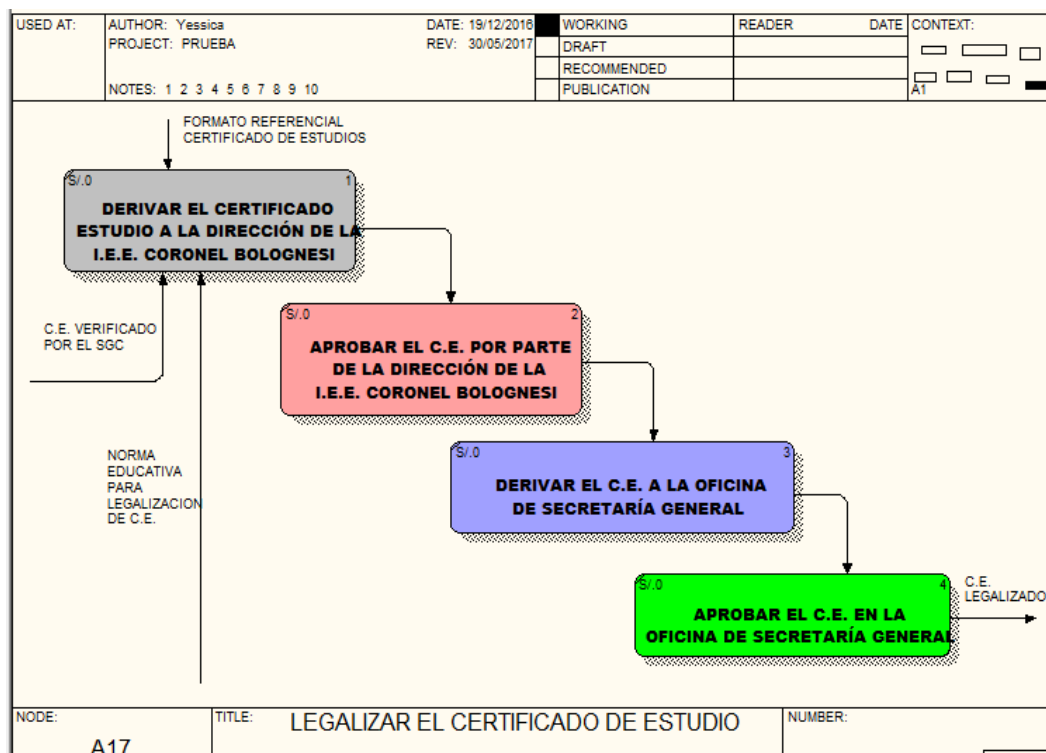 USED AT:
AUTHOR: Yessica
DATE: 19/12/2016
WORKING
READER
DATE
CONTEXT:
PROJECT: PRUEBA
REV: 30/05/2017
DRAFT
RECOMMENDED
NOTES: 1 2 3 4 5 6 7 8 9 10
PUBLICATION
A1
FORMATO REFERENCIAL
CERTIFICADO DE ESTUDIOS
S/.0
1
DERIVAR EL CERTIFICADO
ESTUDIO A LA DIRECCIÓN DE LA
I.E.E. CORONEL BOLOGNESI
C.E. VERIFICADO
POR EL SGC
S/.0
2
APROBAR EL C.E. POR PARTE
DE LA DIRECCIÓN DE LA
I.E.E. CORONEL BOLOGNESI
NORMA
EDUCATIVA
PARA
LEGALIZACION
DE C.E.
S/.0
3
DERIVAR EL C.E. A LA OFICINA
DE SECRETARÍA GENERAL
S/.0
4
APROBAR EL C.E. EN LA
OFICINA DE SECRETARÍA GENERAL
C.E.
LEGALIZADO
NODE:
A17
TITLE:
LEGALIZAR EL CERTIFICADO DE ESTUDIO
NUMBER: